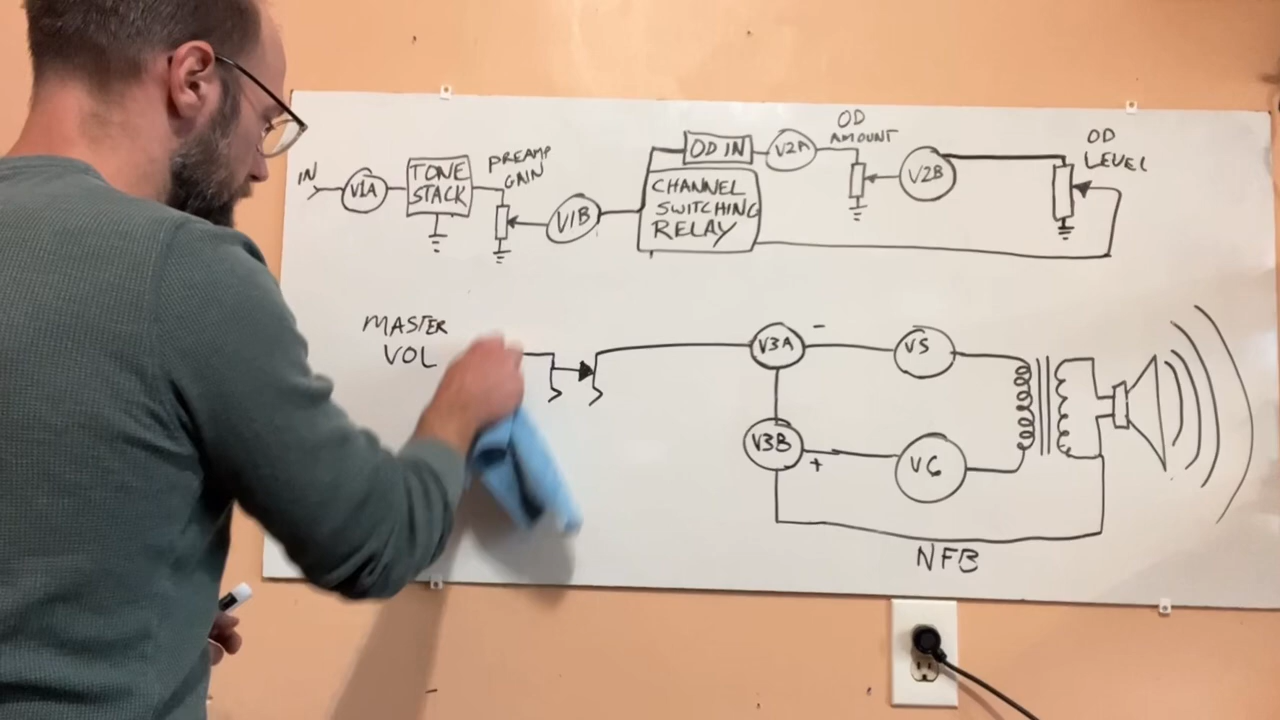 IN
V1A
TONE
STACK
PREAMP
GAIN
V1B
OD IN
CHANNEL
SWITCHING
RELAY
V2A
OD
AMOUNT
V2B
OD
LEVEL
MASTER
VOL
V3A
-
V5
V3B
+
V6
NFB